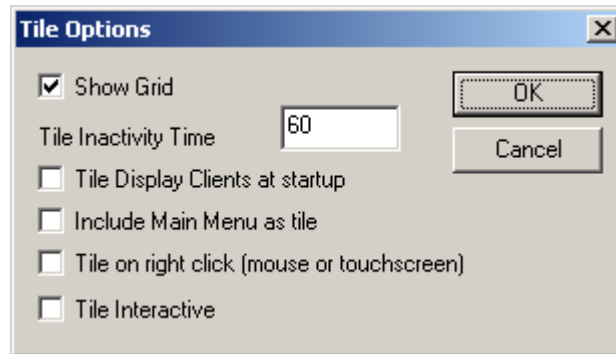 Tile Options
Show Grid
OK
Tile Inactivity Time 60
Cancel
Tile Display Clients at startup
Include Main Menu as tile
Tile on right click (mouse or touchscreen)
Tile Interactive